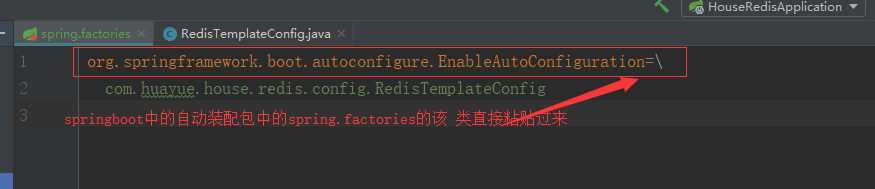 HouseRedisApplication
spring.factories × RedisTemplateConfig.java ×
1 org.springframework.boot.autoconfigure.EnableAutoConfiguration=\
2 com.huayue.house.redis.config.RedisTemplateConfig
3 springboot中的自动装配包中的spring.factories的该 类直接粘贴过来